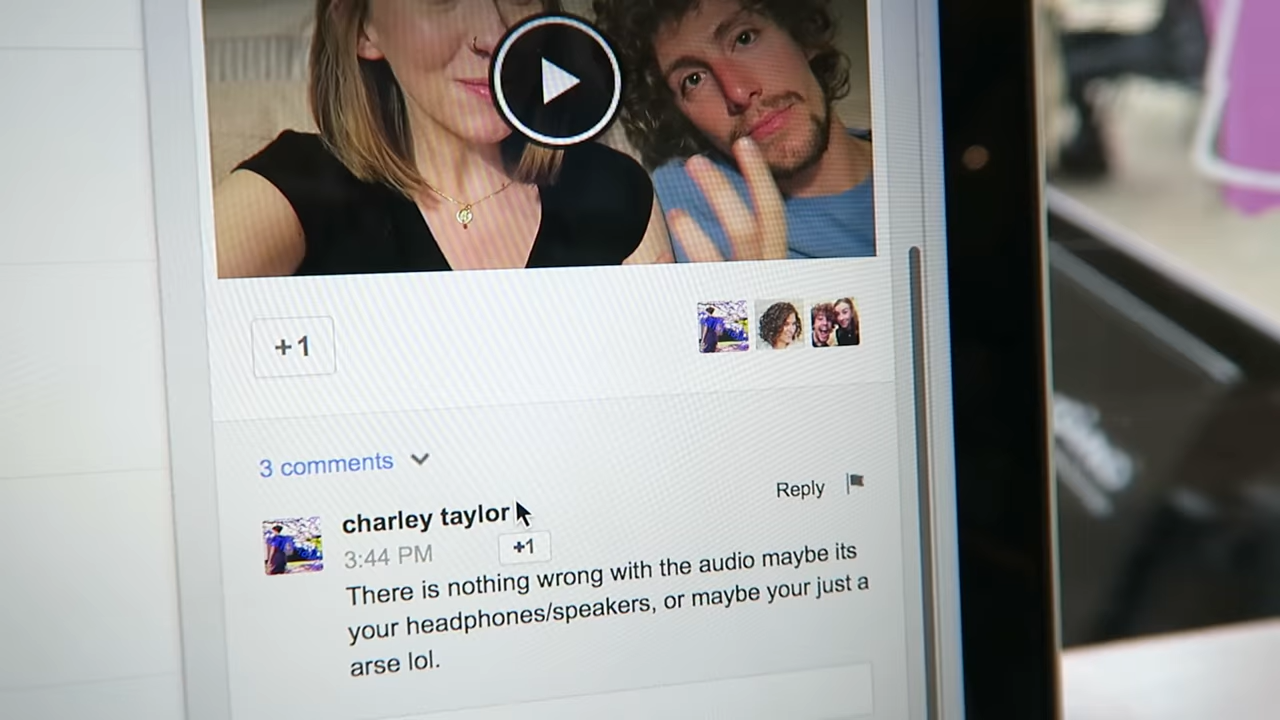 +1
3 comments
Reply
charley taylor
3:44 PM
+1
There is nothing wrong with the audio maybe its
your headphones/speakers, or maybe your just a
arse lol.